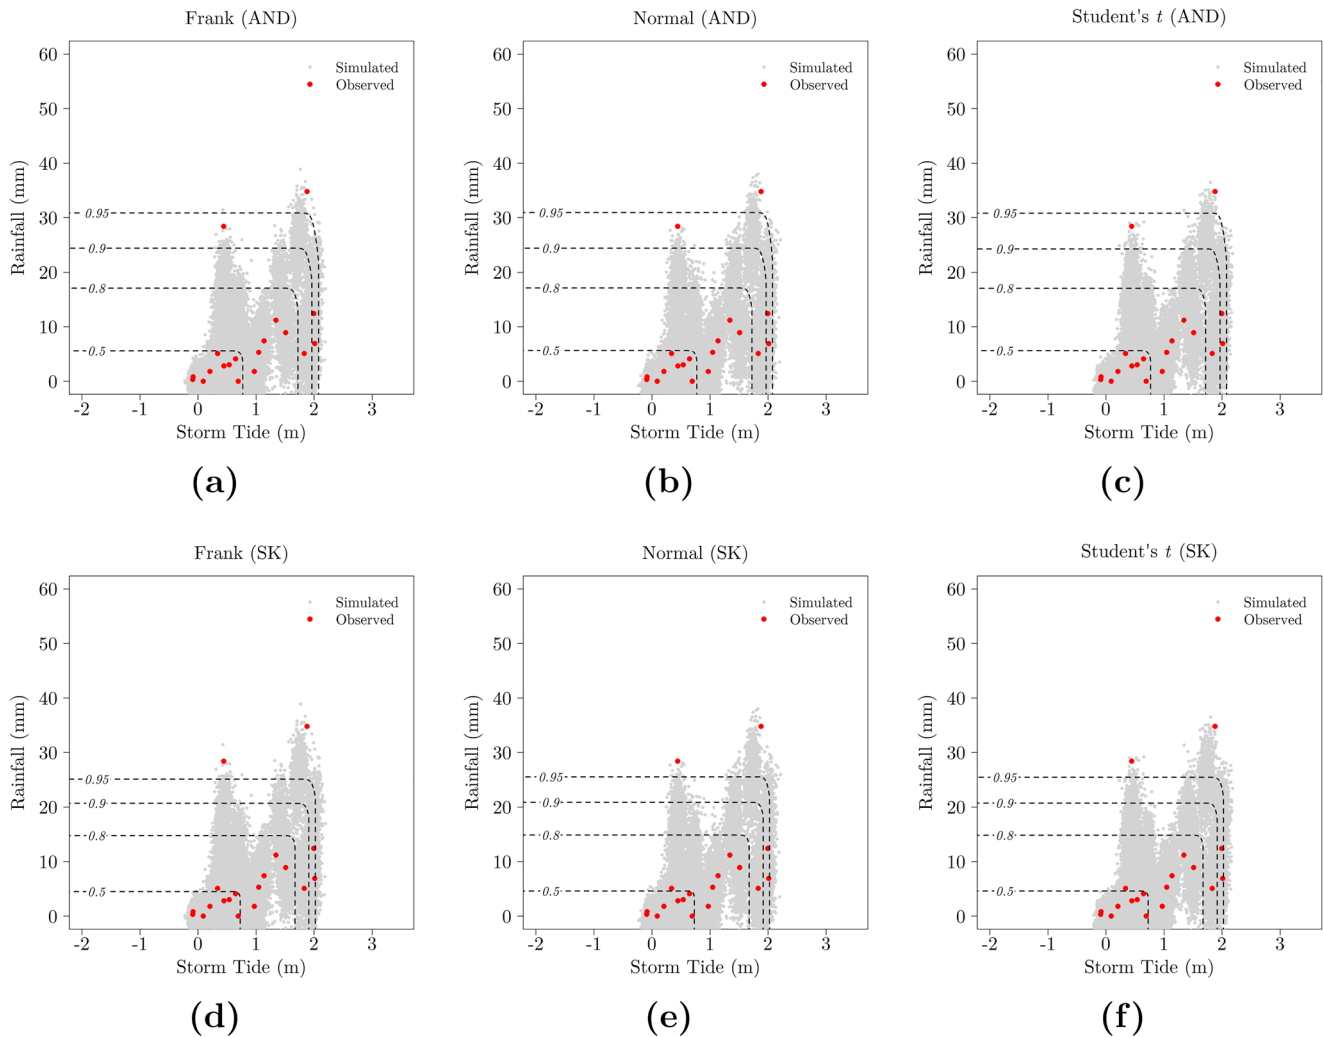 Frank (AND)
60
50
40
30
20
10
0
Rainfall (mm)
Simulated
Observed
0.95
0.9
0.8
0.5
-2 -1 0 1 2 3
Storm Tide (m)
(a)
Normal (AND)
60
50
40
30
20
10
0
Rainfall (mm)
Simulated
Observed
0.95
0.9
0.8
0.5
-2 -1 0 1 2 3
Storm Tide (m)
(b)
Student's t (AND)
60
50
40
30
20
10
0
Rainfall (mm)
Simulated
Observed
0.95
0.9
0.8
0.5
-2 -1 0 1 2 3
Storm Tide (m)
(c)
Frank (SK)
60
50
40
30
20
10
0
Rainfall (mm)
Simulated
Observed
0.95
0.9
0.8
0.5
-2 -1 0 1 2 3
Storm Tide (m)
(d)
Normal (SK)
60
50
40
30
20
10
0
Rainfall (mm)
Simulated
Observed
0.95
0.9
0.8
0.5
-2 -1 0 1 2 3
Storm Tide (m)
(e)
Student's t (SK)
60
50
40
30
20
10
0
Rainfall (mm)
Simulated
Observed
0.95
0.9
0.8
0.5
-2 -1 0 1 2 3
Storm Tide (m)
(f)